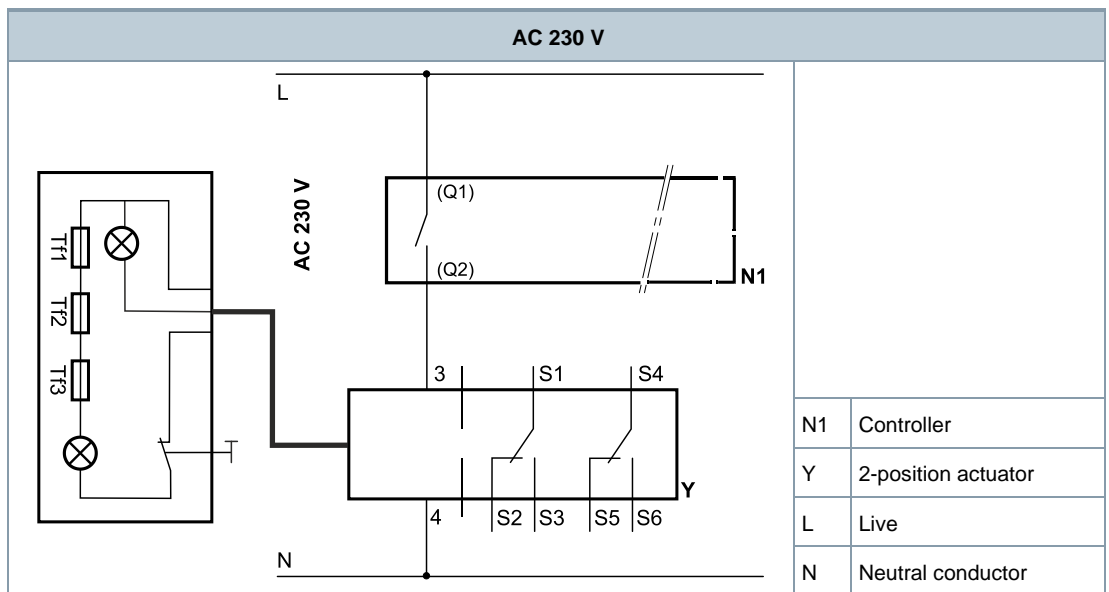 AC 230 V
L
AC 230 V
(Q1)
(Q2)
N1
Tf1
Tf2
Tf3
3
S1
S4
Y
4
S2
S3
S5
S6
N
N1 Controller
Y 2-position actuator
L Live
N Neutral conductor